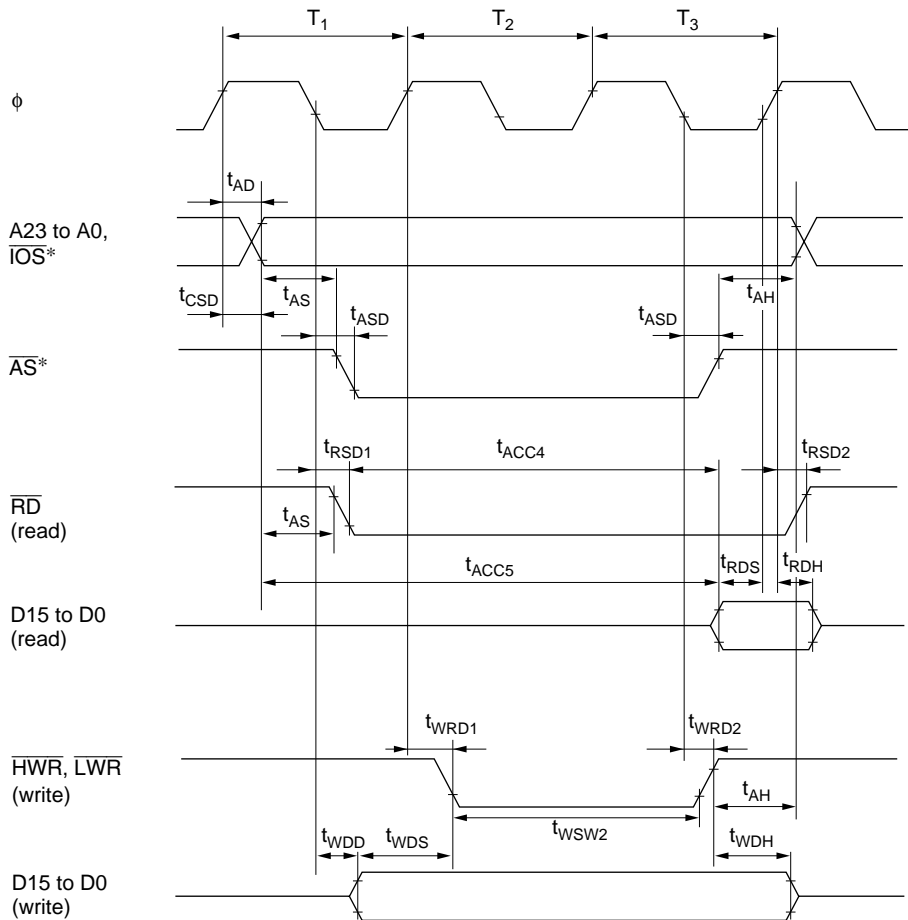 T1 T2 T3
ϕ
tAD
A23 to A0,
IOS*
tCSD tAS tAH
tASD tASD
AS*
tRSD1 tACC4 tRSD2
RD
(read)
tAS
tACC5 tRDS tRDH
D15 to D0
(read)
tWRD1 tWRD2
HWR, LWR
(write)
tAH
tWSW2
tWDD tWDS tWDH
D15 to D0
(write)